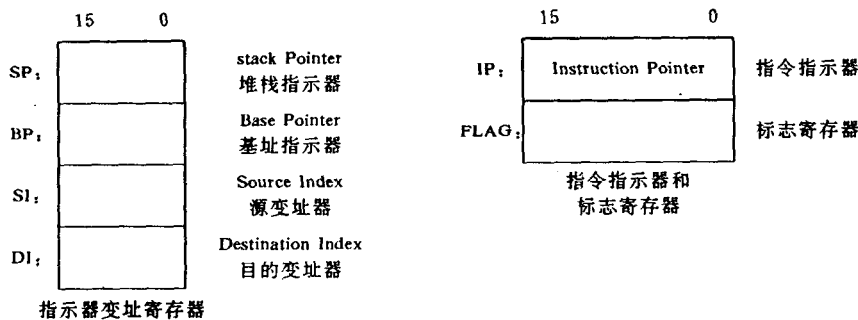 15 0
SP: stack Pointer
堆栈指示器
BP: Base Pointer
基址指示器
SI: Source Index
源变址器
DI: Destination Index
目的变址器
指示器变址寄存器
15 0
IP: Instruction Pointer 指令指示器
FLAG: 标志寄存器
指令指示器和
标志寄存器